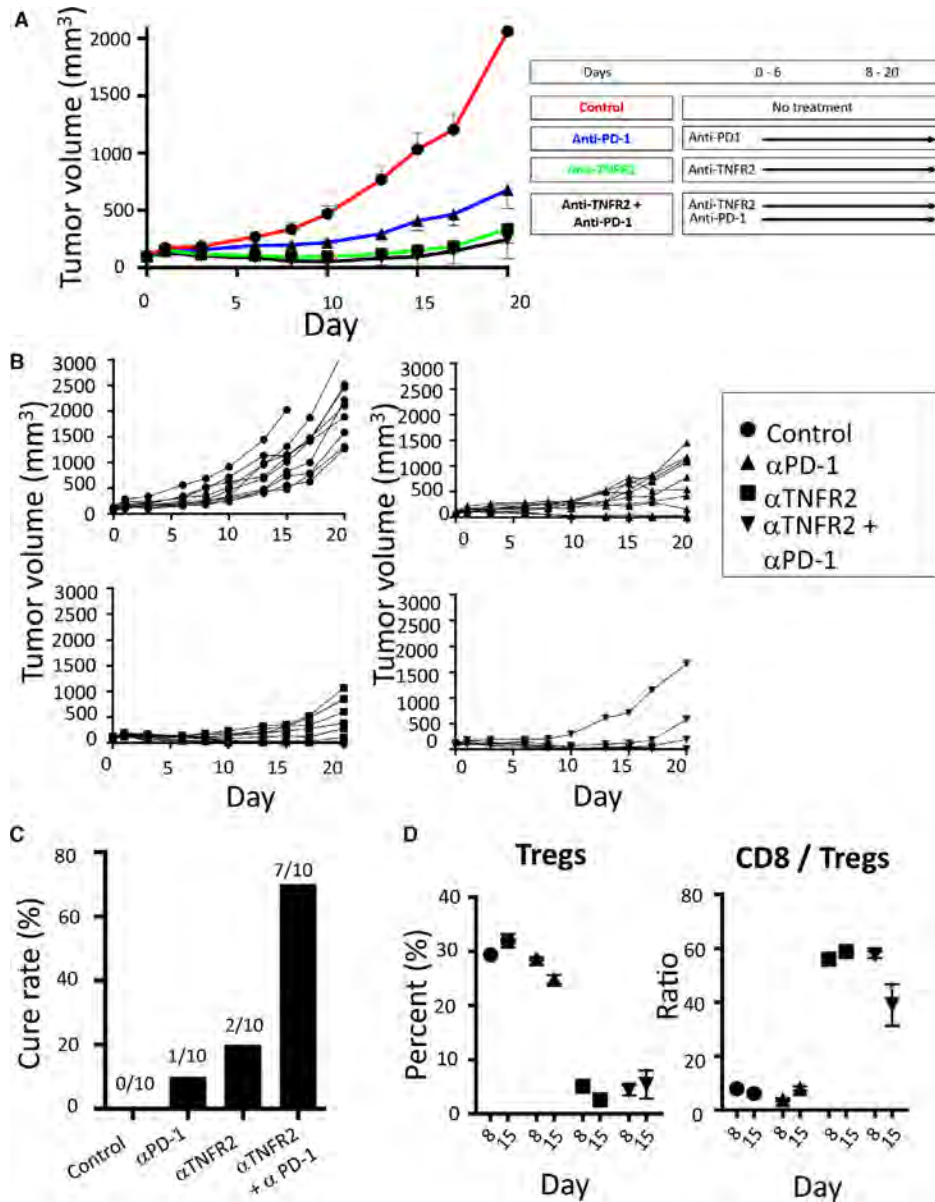 A
Tumor volume (mm³)
2000
1500
1000
500
0
0 5 10 15 20
Day
Days 0 - 6 8 - 20
Control No treatment
Anti-PD-1 Anti-PD1
Anti-TNFR2
Anti-TNFR2 +
Anti-PD-1
Anti-TNFR2
Anti-PD-1
B
Tumor volume (mm³)
3000
2500
2000
1500
1000
500
0
0 5 10 15 20
3000
2500
2000
1500
1000
500
0
0 5 10 15 20
Control
αPD-1
αTNFR2
αTNFR2 +
αPD-1
Tumor volume (mm³)
3000
2500
2000
1500
1000
500
0
0 5 10 15 20
Day
3000
2500
2000
1500
1000
500
0
0 5 10 15 20
Day
C
Cure rate (%)
80
60
40
20
0
0/10
1/10
2/10
7/10
Control
αPD-1
αTNFR2
αTNFR2
+ α PD-1
D
Tregs
Percent (%)
40
30
20
10
0
8 15 8 15 8 15 8 15
Day
CD8 / Tregs
Ratio
80
60
40
20
0
8 15 8 15 8 15 8 15
Day